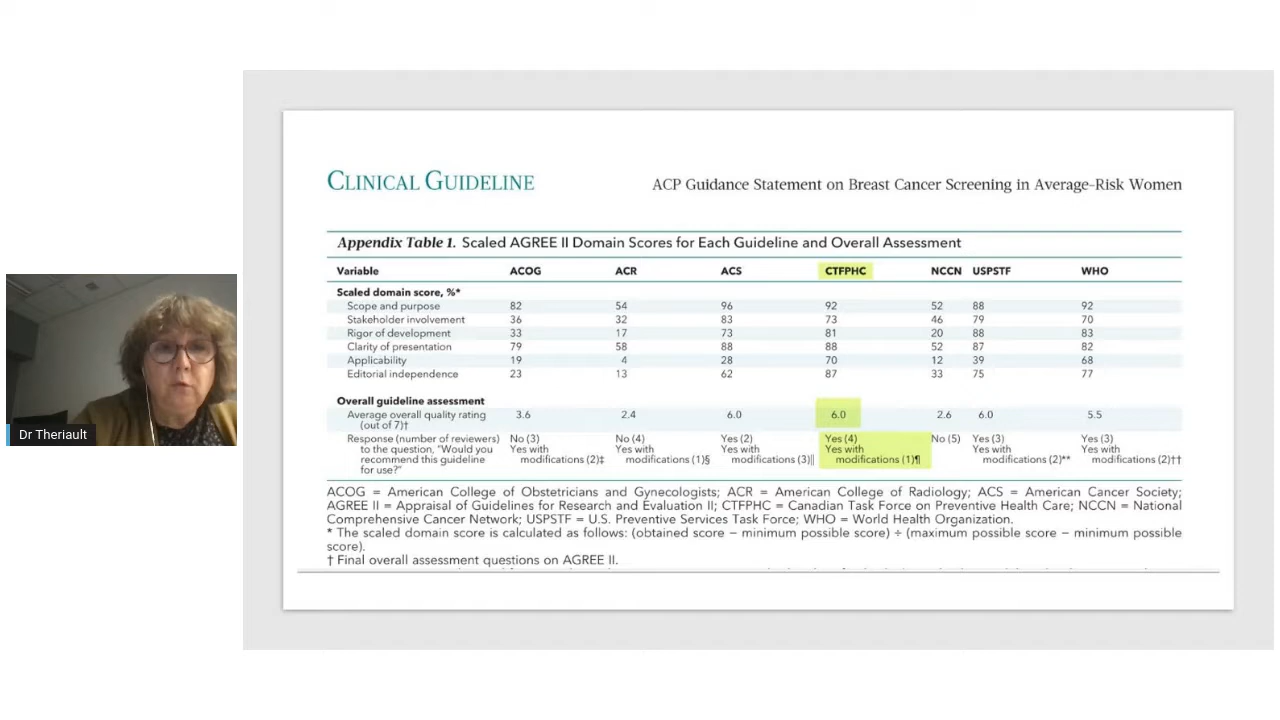 CLINICAL GUIDELINE
ACP Guidance Statement on Breast Cancer Screening in Average-Risk Women
Appendix Table 1. Scaled AGREE II Domain Scores for Each Guideline and Overall Assessment
Variable ACOG ACR ACS CTFPHC NCCN USPSTF WHO
Scaled domain score, %*
Scope and purpose 82 54 96 92 52 88 92
Stakeholder involvement 36 32 83 73 46 79 70
Rigor of development 33 17 73 81 20 88 83
Clarity of presentation 79 58 88 88 52 87 82
Applicability 19 4 28 70 12 39 68
Editorial independence 23 13 62 87 33 75 77
Overall guideline assessment
Average overall quality rating 3.6 2.4 6.0 6.0 2.6 6.0 5.5
(out of 7)†
Response (number of reviewers) No (3) No (4) Yes (2) Yes (4) No (5) Yes (3) Yes (3)
to the question, "Would you Yes with Yes with Yes with Yes with Yes with Yes with
recommend this guideline modifications (2)‡ modifications (1)§ modifications (3)|| modifications (1)¶ modifications (2)** modifications (2)††
for use?"
ACOG = American College of Obstetricians and Gynecologists; ACR = American College of Radiology; ACS = American Cancer Society;
AGREE II = Appraisal of Guidelines for Research and Evaluation II; CTFPHC = Canadian Task Force on Preventive Health Care; NCCN = National
Comprehensive Cancer Network; USPSTF = U.S. Preventive Services Task Force; WHO = World Health Organization.
* The scaled domain score is calculated as follows: (obtained score − minimum possible score) ÷ (maximum possible score − minimum possible
score).
† Final overall assessment questions on AGREE II.
Dr Theriault